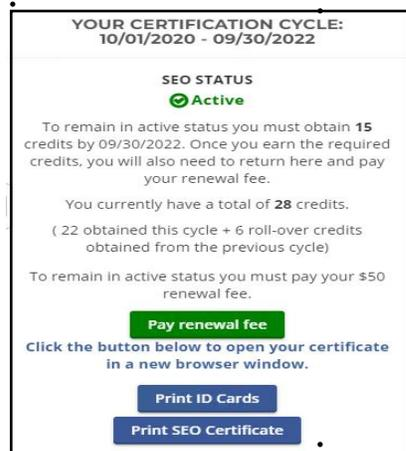 YOUR CERTIFICATION CYCLE:
10/01/2020 - 09/30/2022
SEO STATUS
Active
To remain in active status you must obtain 15
credits by 09/30/2022. Once you earn the required
credits, you will also need to return here and pay
your renewal fee.
You currently have a total of 28 credits.
( 22 obtained this cycle + 6 roll-over credits
obtained from the previous cycle)
To remain in active status you must pay your $50
renewal fee.
Pay renewal fee
Click the button below to open your certificate
in a new browser window.
Print ID Cards
Print SEO Certificate